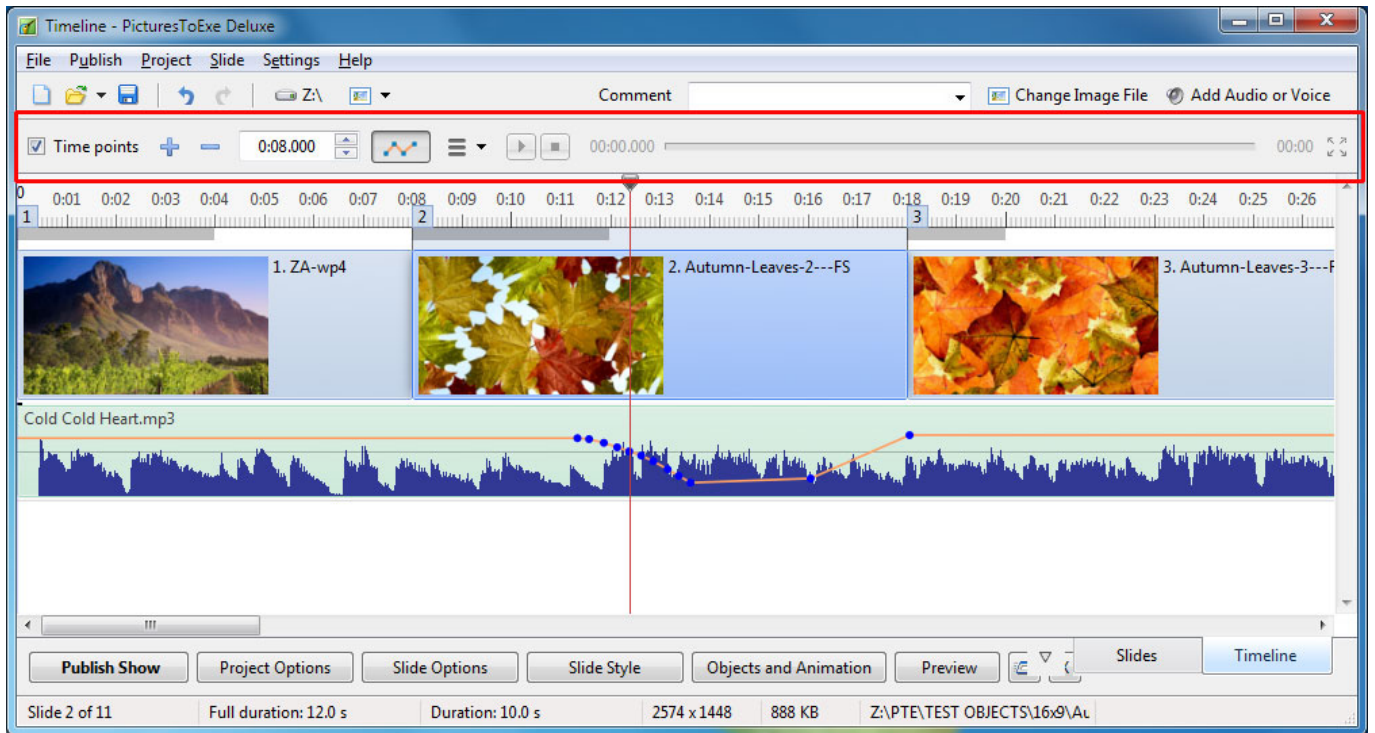 Timeline - PicturesToExe Deluxe
File Publish Project Slide Settings Help
Z:\ Comment Change Image File Add Audio or Voice
Time points 0:08.000 00:00.000 00:00
0 0:01 0:02 0:03 0:04 0:05 0:06 0:07 0:08 0:09 0:10 0:11 0:12 0:13 0:14 0:15 0:16 0:17 0:18 0:19 0:20 0:21 0:22 0:23 0:24 0:25 0:26
1 2 3
1. ZA-wp4 2. Autumn-Leaves-2---FS 3. Autumn-Leaves-3---F
Cold Cold Heart.mp3
Publish Show Project Options Slide Options Slide Style Objects and Animation Preview Slides Timeline
Slide 2 of 11 Full duration: 12.0 s Duration: 10.0 s 2574 x 1448 888 KB Z:\PTE\TEST OBJECTS\16x9\Au